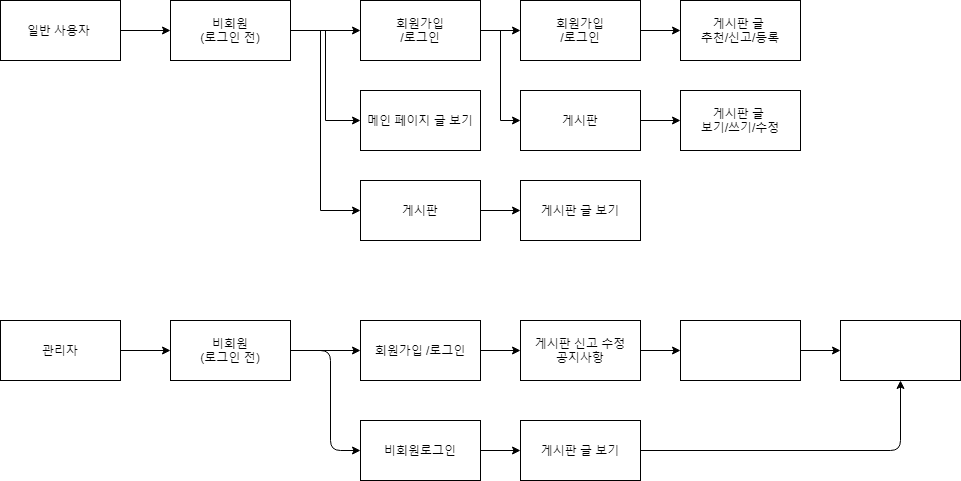 일반 사용자
비회원
(로그인 전)
회원가입
/로그인
회원가입
/로그인
게시판 글
추천/신고/등록
메인 페이지 글 보기
게시판
게시판 글
보기/쓰기/수정
게시판
게시판 글 보기
관리자
비회원
(로그인 전)
회원가입 /로그인
게시판 신고 수정
공지사항
비회원로그인
게시판 글 보기